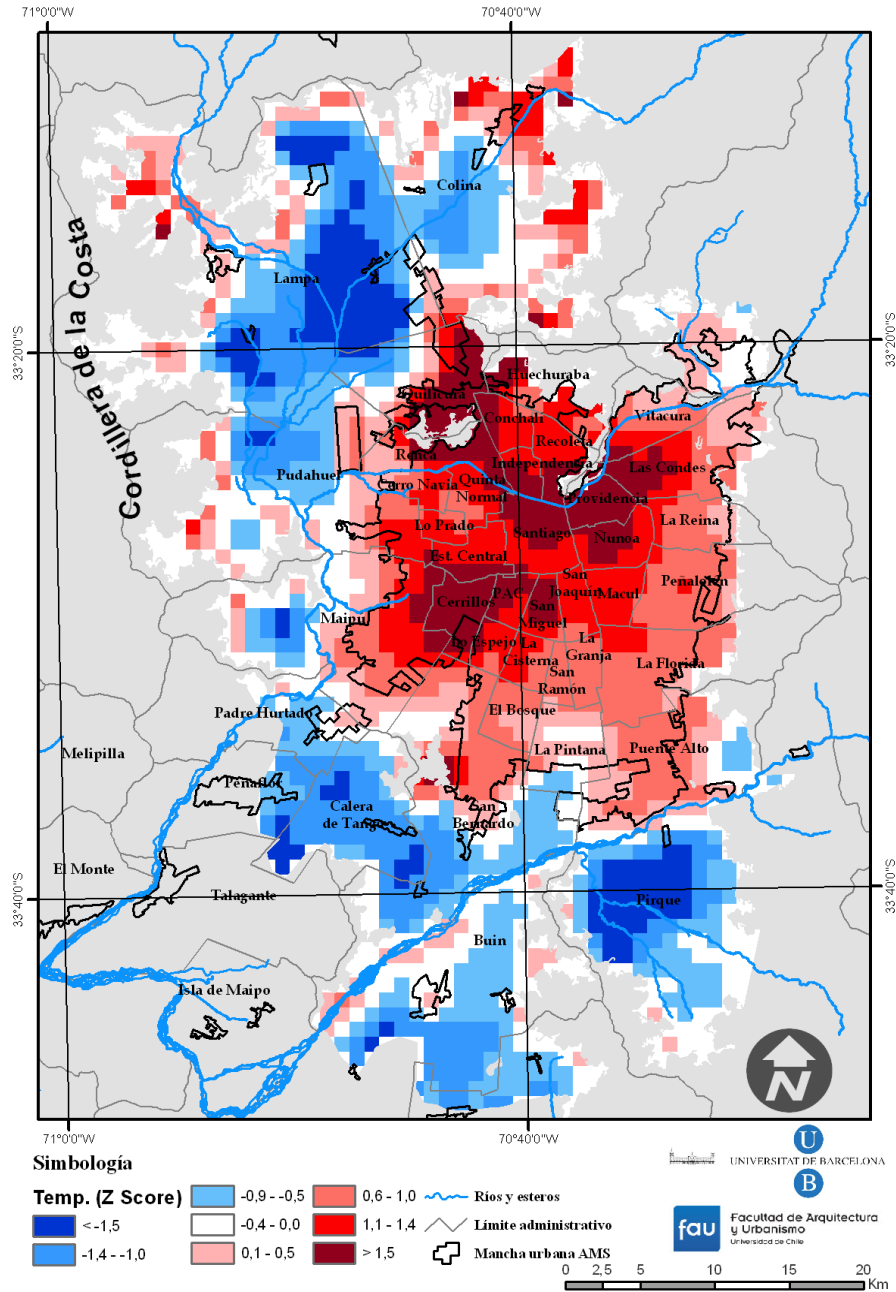 71°0'0"W
70°40'0"W
Colina
Cordillera de la Costa
Lampa
33°20'0"S
33°20'0"S
Huechuraba
Quilicura
Vitacura
Conchalí
Recoleta
Renca
Independencia
Las Condes
Pudahuel
Quinta
Normal
Cerro Navia
Providencia
La Reina
Lo Prado
Santiago
Nunoa
Est. Central
San
Joaquin
Peñalolen
Macul
Cerrillos
PAC
San
Miguel
Maipu
Lo Espejo
La
Cisterna
La
Granja
La Florida
San
Ramón
Padre Hurtado
El Bosque
Melipilla
La Pintana
Puente Alto
Peñaflor
Calera
de Tango
San
Bernardo
El Monte
Talagante
Pirque
33°40'0"S
33°40'0"S
Buin
Isla de Maipo
N
71°0'0"W
70°40'0"W
Simbología
Temp. (Z Score)
< -1,5
-1,4 - -1,0
-0,9 - -0,5
-0,4 - 0,0
0,1 - 0,5
0,6 - 1,0
1,1 - 1,4
> 1,5
Ríos y esteros
Límite administrativo
Mancha urbana AMS
U
UNIVERSITAT DE BARCELONA
B
fau
Facultad de Arquitectura
y Urbanismo
Universidad de Chile
0 2,5 5 10 15 20
Km